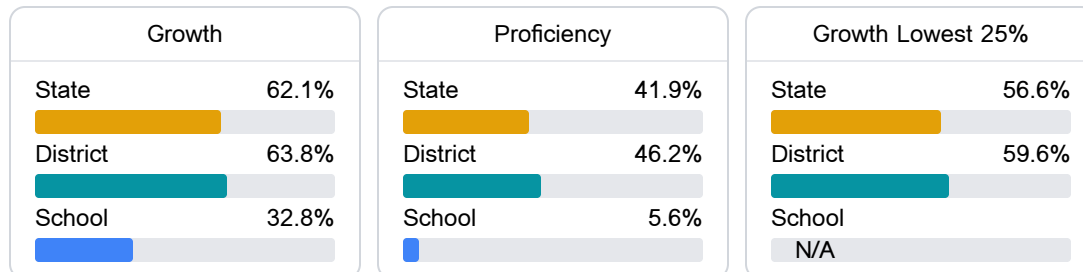 Growth
State 62.1%
District 63.8%
School 32.8%
Proficiency
State 41.9%
District 46.2%
School 5.6%
Growth Lowest 25%
State 56.6%
District 59.6%
School
N/A